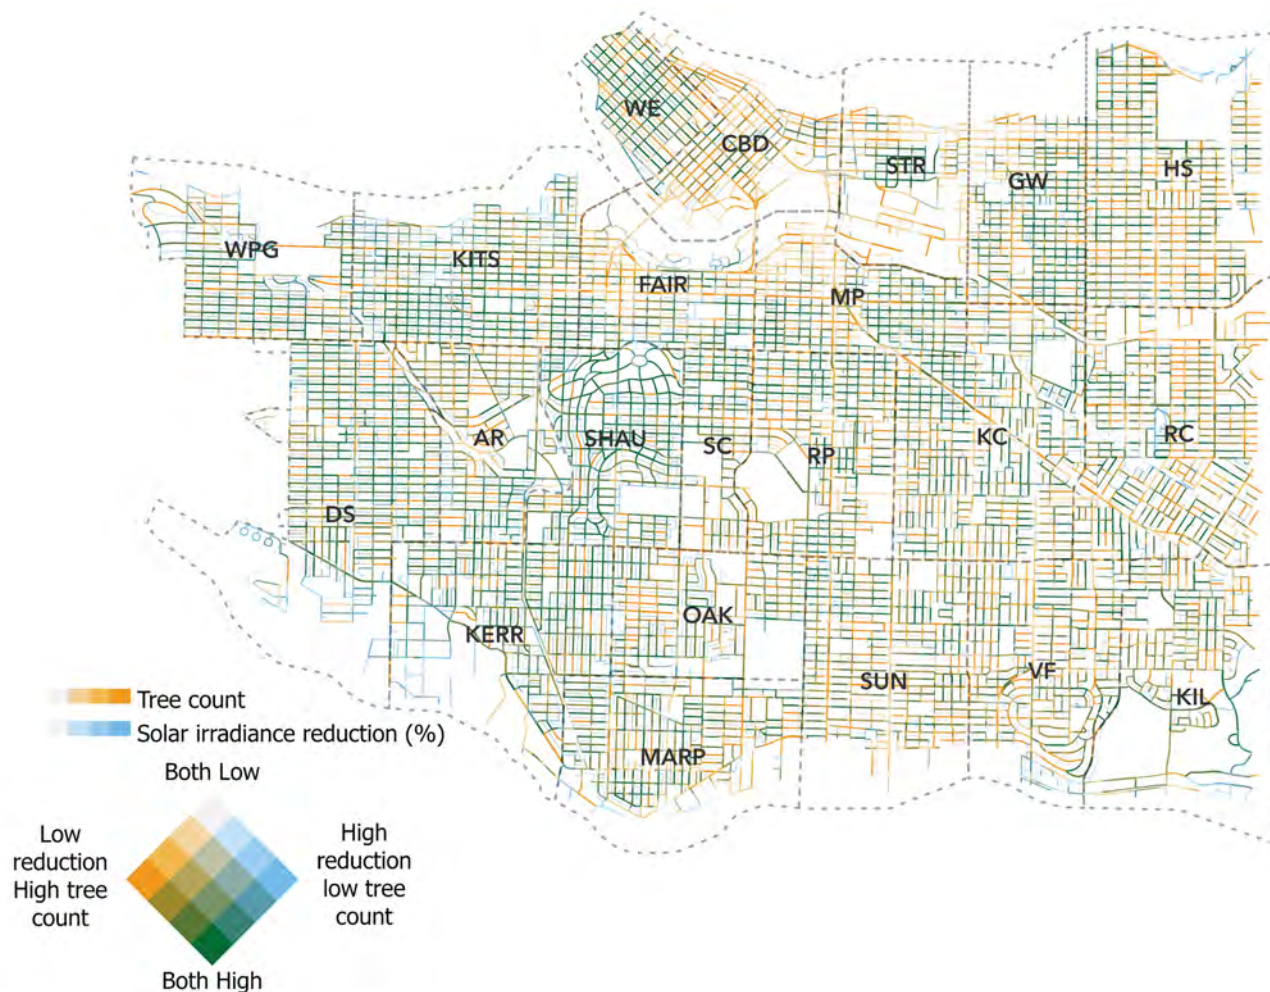 WE
CBD
STR
GW
HS
WPG
KITS
FAIR
MP
AR
SHAU
SC
RP
KC
RC
DS
OAK
KERR
SUN
VF
KIL
MARP
Tree count
Solar irradiance reduction (%)
Both Low
Low
reduction
High tree
count
High
reduction
low tree
count
Both High